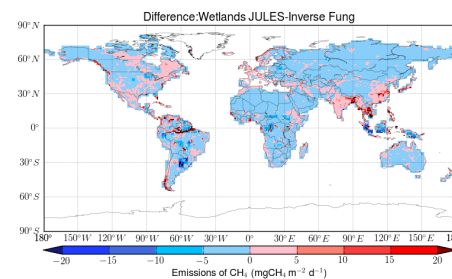 Difference:Wetlands JULES-Inverse Fung
90° N
60° N
30° N
0°
30° S
60° S
90° S
180° 150° W 120° W 90° W 60° W 30° W 0° 30° E 60° E 90° E 120° E 150° E 18
−20 −15 −10 −5 0 5 10 15 20
Emissions of CH₄ (mgCH₄ m⁻² d⁻¹)